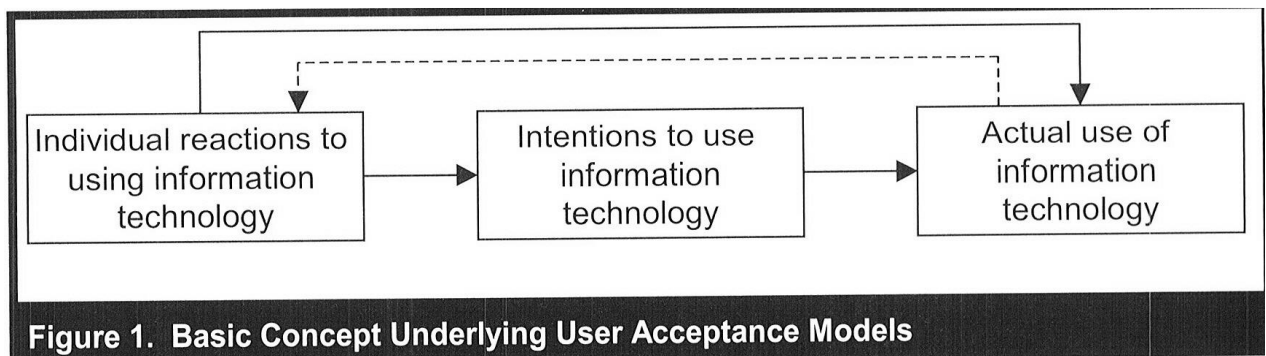 Individual reactions to
using information
technology
Intentions to use
information
technology
Actual use of
information
technology
Figure 1. Basic Concept Underlying User Acceptance Models